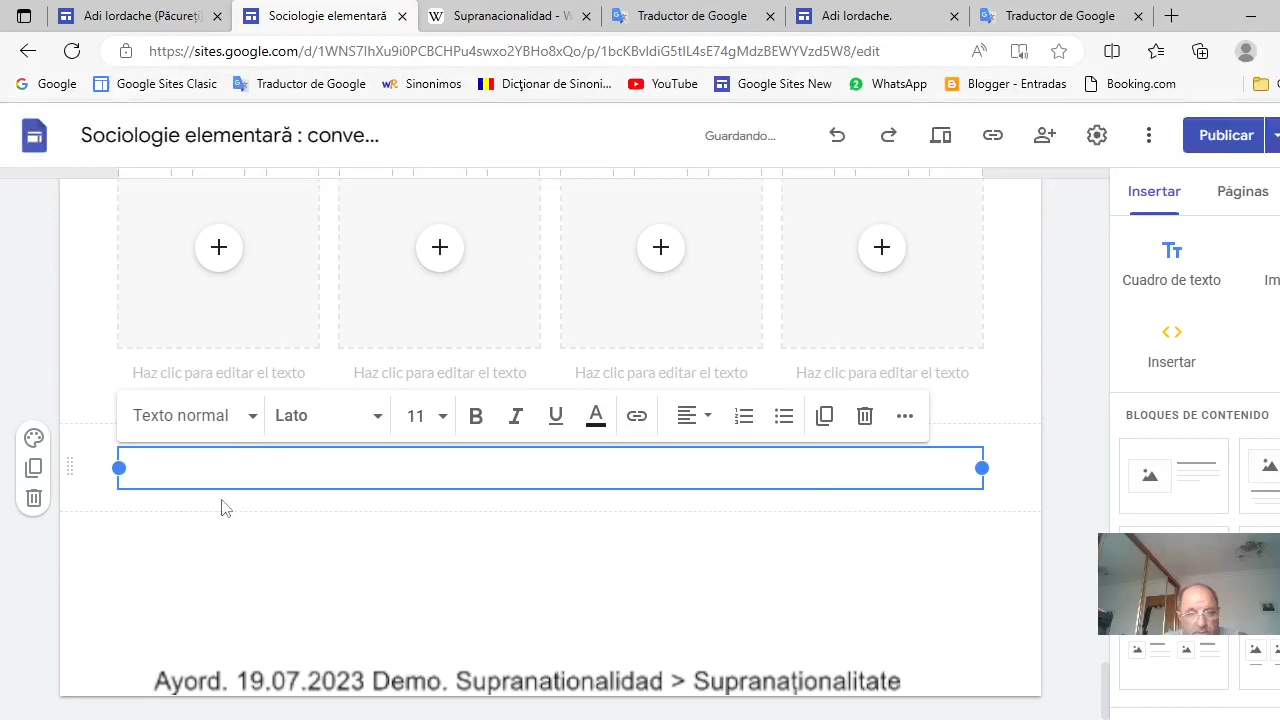 Adi Iordache (Păcureți)
Sociologie elementară
Supranacionalidad - W
Traductor de Google
Adi Iordache.
Traductor de Google
https://sites.google.com/d/1WNS7lhXu9i0PCBCHPu4swxo2YBHo8xQo/p/1bcKBvIdiG5tlL4sE74gMdzBEWYVzd5W8/edit
Google
Google Sites Clasic
Traductor de Google
Sinonimos
Dicționar de Sinoni...
YouTube
Google Sites New
WhatsApp
Blogger - Entradas
Booking.com
Sociologie elementară : conve...
Guardando...
Publicar
Insertar
Páginas
Cuadro de texto
Im
Insertar
BLOQUES DE CONTENIDO
Haz clic para editar el texto
Haz clic para editar el texto
Haz clic para editar el texto
Haz clic para editar el texto
Texto normal
Lato
11
Ayord. 19.07.2023 Demo. Supranationalidad > Supranaționalitate